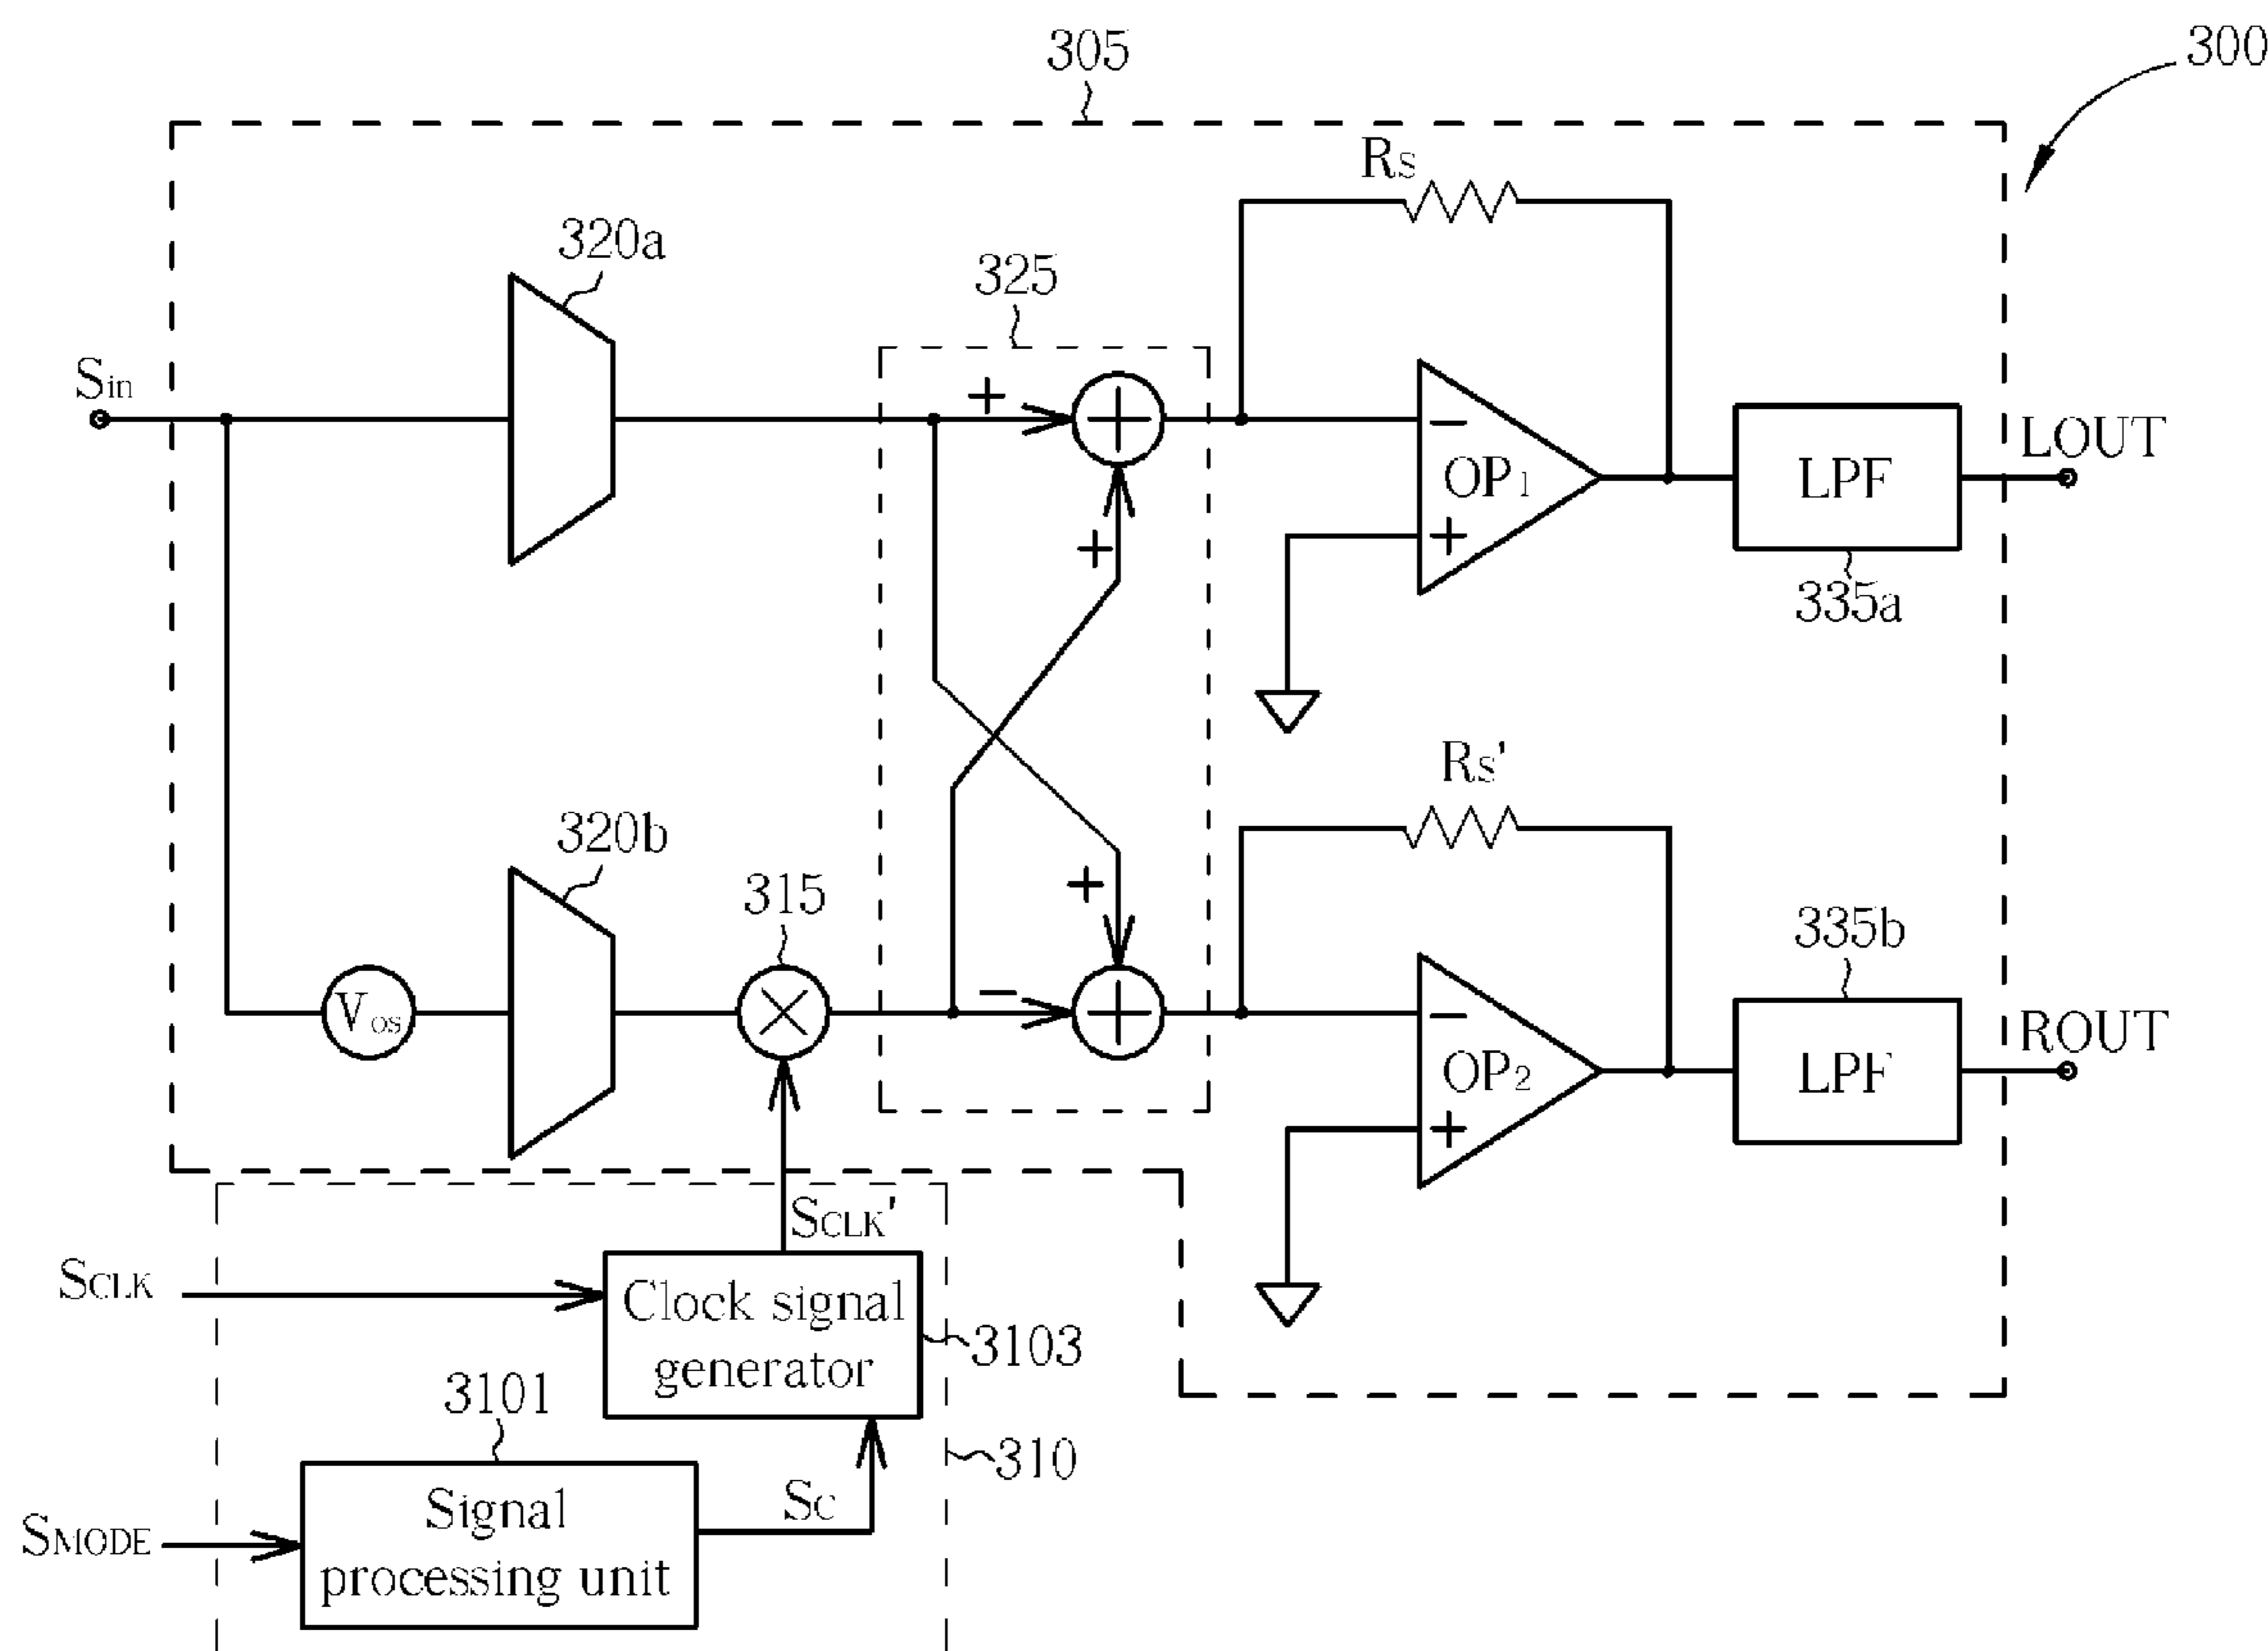 305
300
Rs
320a
325
Sin
+
+
−
OP1
+
LPF
LOUT
335a
Rs'
320b
315
+
335b
Vos
−
−
OP2
+
LPF
ROUT
SCLK'
SCLK
Clock signal
generator
3103
3101
310
SMODE
Signal
processing unit
SC